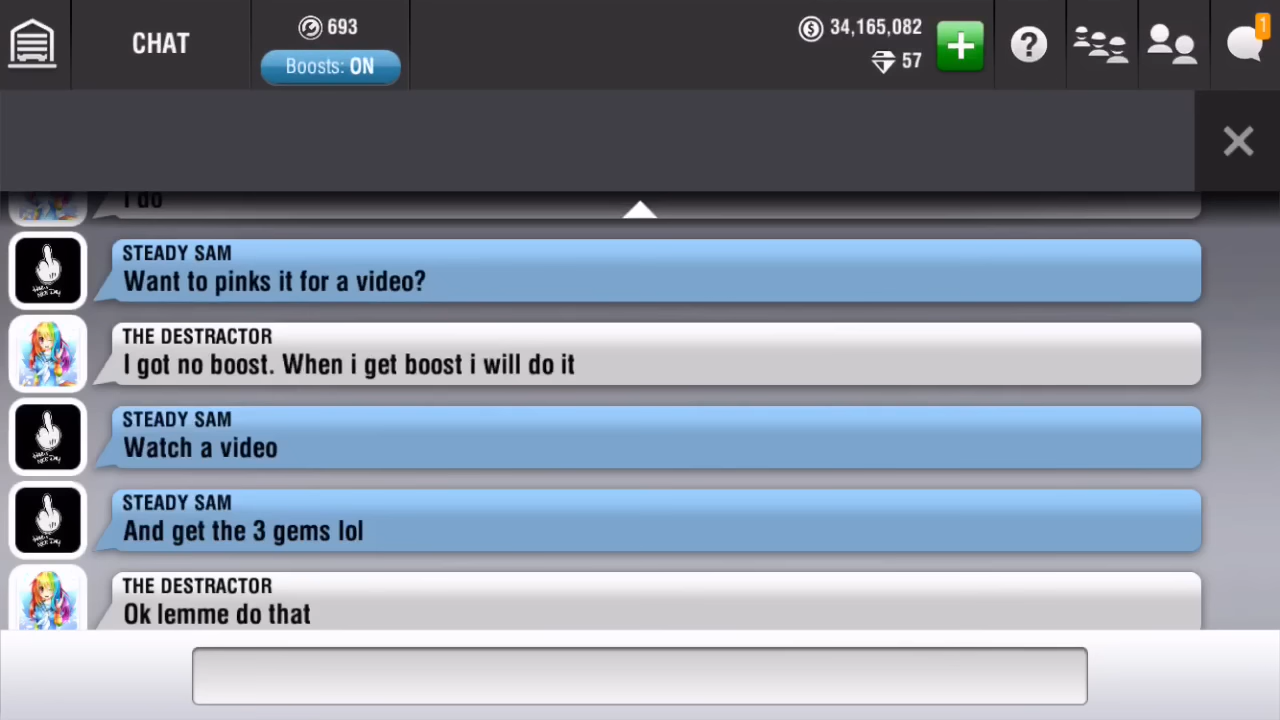 CHAT
693
Boosts: ON
34,165,082
57
1
I do
STEADY SAM
Want to pinks it for a video?
THE DESTRACTOR
I got no boost. When i get boost i will do it
STEADY SAM
Watch a video
STEADY SAM
And get the 3 gems lol
THE DESTRACTOR
Ok lemme do that